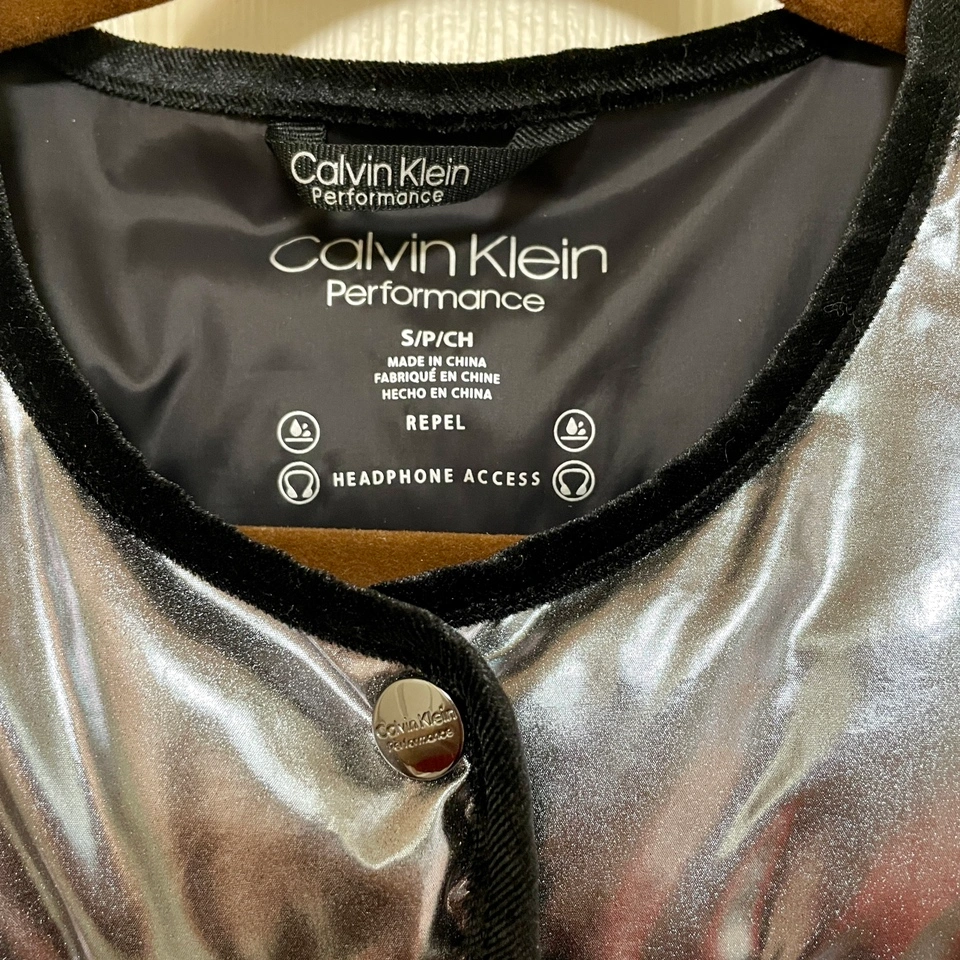 Calvin Klein
Performance
Calvin Klein
Performance
S/P/CH
MADE IN CHINA
FABRIQUÉ EN CHINE
HECHO EN CHINA
REPEL
HEADPHONE ACCESS
Calvin Klein
Performance